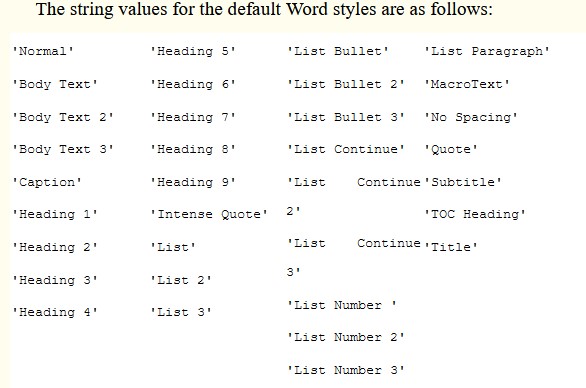 The string values for the default Word styles are as follows:
'Normal'
'Body Text'
'Body Text 2'
'Body Text 3'
'Caption'
'Heading 1'
'Heading 2'
'Heading 3'
'Heading 4'
'Heading 5'
'Heading 6'
'Heading 7'
'Heading 8'
'Heading 9'
'Intense Quote'
'List'
'List 2'
'List 3'
'List Bullet'
'List Bullet 2'
'List Bullet 3'
'List Continue'
'List Continue
2'
'List Continue
3'
'List Number '
'List Number 2'
'List Number 3'
'List Paragraph'
'MacroText'
'No Spacing'
'Quote'
'Subtitle'
'TOC Heading'
'Title'